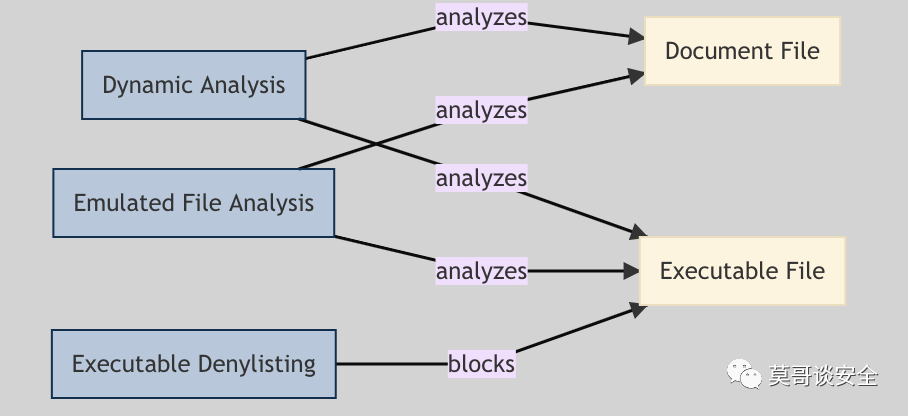 analyzes
Document File
Dynamic Analysis
analyzes
analyzes
Emulated File Analysis
analyzes
Executable File
Executable Denylisting
blocks
莫哥谈安全